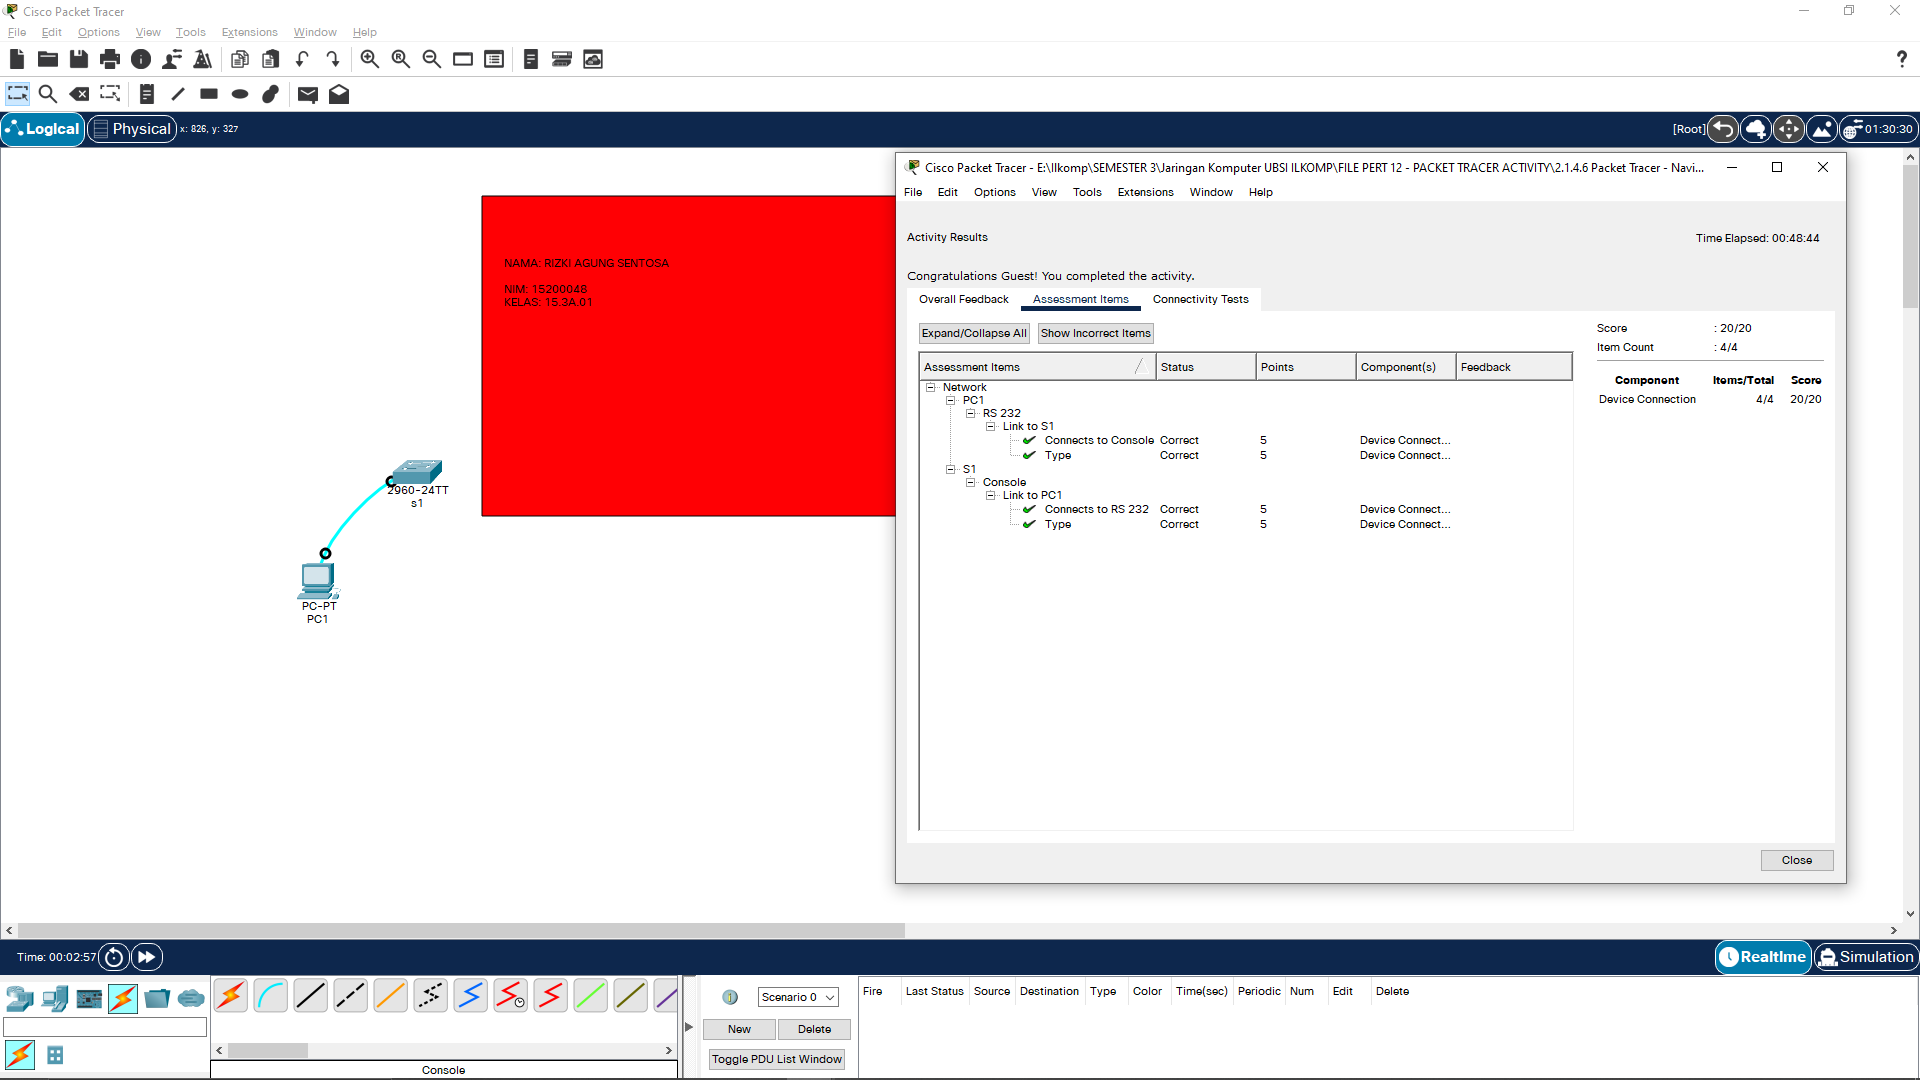 Cisco Packet Tracer
File Edit Options View Tools Extensions Window Help
Logical Physical x: 826, y: 327 [Root] 01:30:30
NAMA: RIZKI AGUNG SENTOSA
NIM: 15200046
KELAS: 15.3A.01
2960-24TT
s1
PC-PT
PC1
Cisco Packet Tracer - E:\Ilkomp\SEMESTER 3\Jaringan Komputer UBSI ILKOMP\FILE PERT 12 - PACKET TRACER ACTIVITY\2.1.4.6 Packet Tracer - Navi...
File Edit Options View Tools Extensions Window Help
Activity Results Time Elapsed: 00:48:44
Congratulations Guest! You completed the activity.
Overall Feedback Assessment Items Connectivity Tests
Expand/Collapse All Show Incorrect Items
Score : 20/20
Item Count : 4/4
Component Items/Total Score
Device Connection 4/4 20/20
Assessment Items Status Points Component(s) Feedback
Network
PC1
RS 232
Link to S1
Connects to Console Correct 5 Device Connect...
Type Correct 5 Device Connect...
S1
Console
Link to PC1
Connects to RS 232 Correct 5 Device Connect...
Type Correct 5 Device Connect...
Close
Time: 00:02:57 Realtime Simulation
Scenario 0
New Delete
Toggle PDU List Window
Fire Last Status Source Destination Type Color Time(sec) Periodic Num Edit Delete
Console